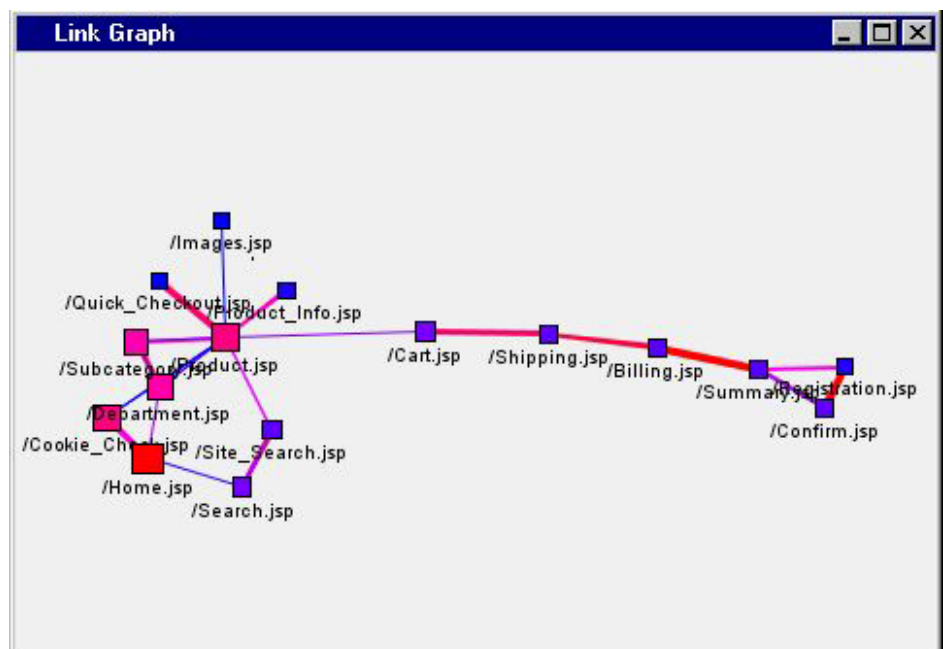 Link Graph
/Images.jsp
/Quick_Checkout.jsp
/Product_Info.jsp
/Subcategory.jsp
/Product.jsp
/Cart.jsp
/Shipping.jsp
/Billing.jsp
/Summary.jsp
/Registration.jsp
/Department.jsp
/Confirm.jsp
/Cookie_Check.jsp
/Site_Search.jsp
/Home.jsp
/Search.jsp